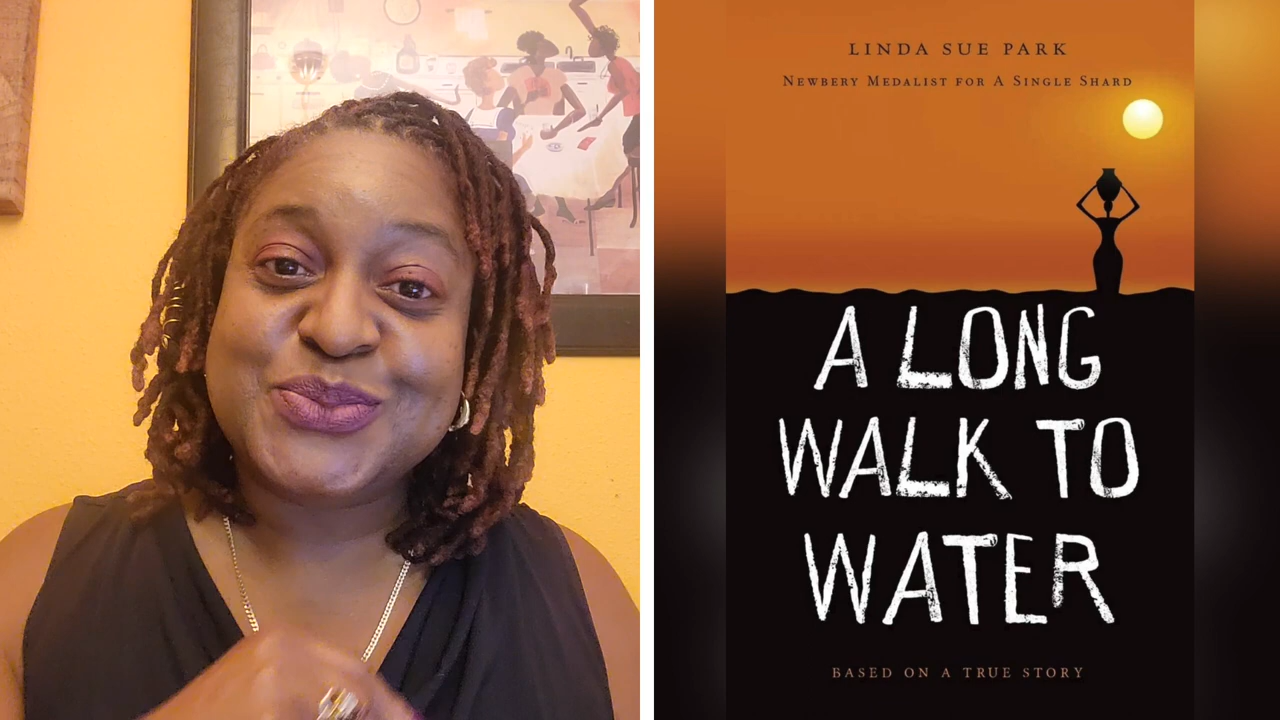 LINDA SUE PARK
NEWBERY MEDALIST FOR A SINGLE SHARD
A LONG
WALK TO
WATER
BASED ON A TRUE STORY